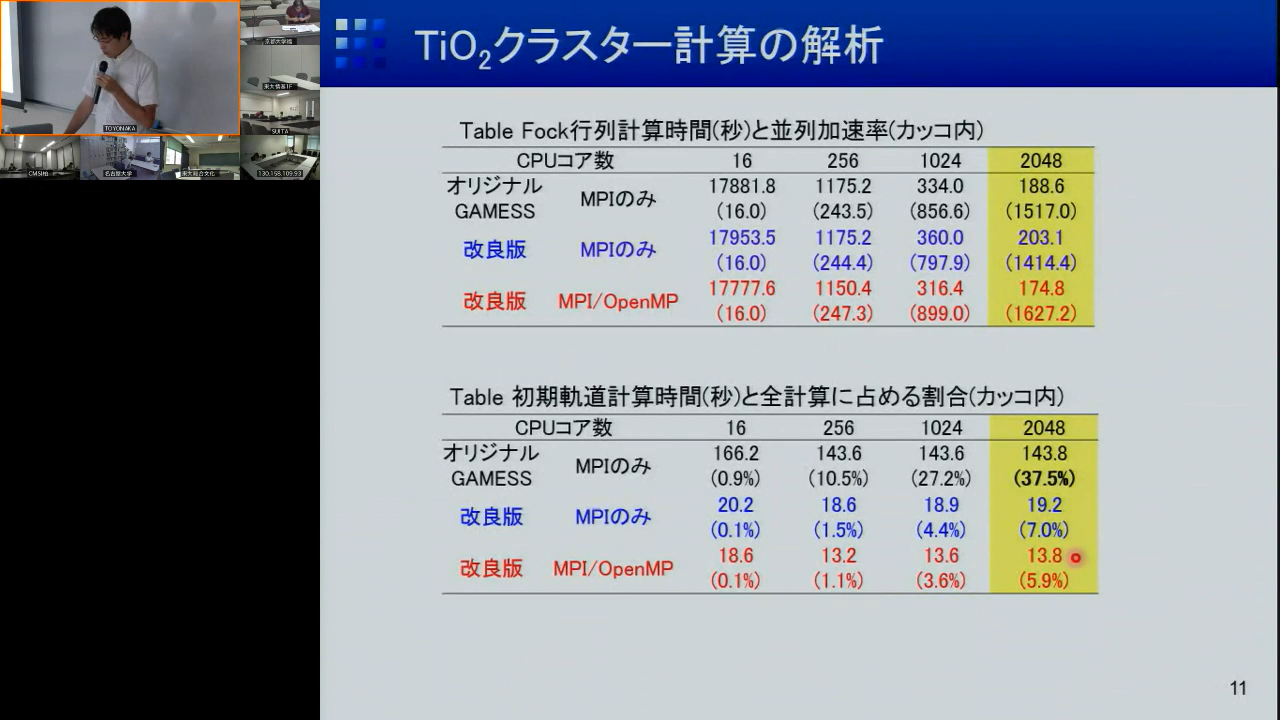 TiO2クラスター計算の解析
Table Fock行列計算時間(秒)と並列加速率(カッコ内)
CPUコア数 16 256 1024 2048
オリジナル GAMESS MPIのみ 17881.8 1175.2 334.0 188.6
(16.0) (243.5) (856.6) (1517.0)
改良版 MPIのみ 17953.5 1175.2 360.0 203.1
(16.0) (244.4) (797.9) (1414.4)
改良版 MPI/OpenMP 17777.6 1150.4 316.4 174.8
(16.0) (247.3) (899.0) (1627.2)
Table 初期軌道計算時間(秒)と全計算に占める割合(カッコ内)
CPUコア数 16 256 1024 2048
オリジナル GAMESS MPIのみ 166.2 143.6 143.6 143.8
(0.9%) (10.5%) (27.2%) (37.5%)
改良版 MPIのみ 20.2 18.6 18.9 19.2
(0.1%) (1.5%) (4.4%) (7.0%)
改良版 MPI/OpenMP 18.6 13.2 13.6 13.8
(0.1%) (1.1%) (3.6%) (5.9%)
11
TOYONAKA
SUITA
名古屋大学
東大総合文化
130.158.109.93